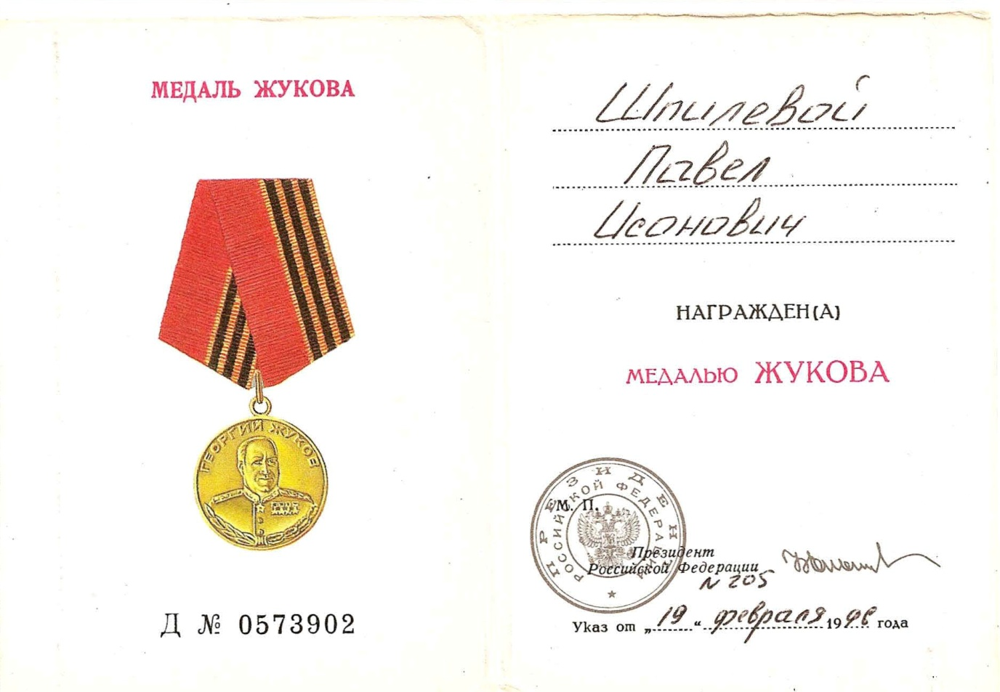 МЕДАЛЬ ЖУКОВА
ГЕОРГИЙ ЖУКОВ
Д № 0573902
Шпилевой
Павел
Исонович
НАГРАЖДЕН(А)
МЕДАЛЬЮ ЖУКОВА
ПРЕЗИДЕНТ
РОССИЙСКОЙ ФЕДЕРАЦИИ
М. П.
Президент
Российской Федерации
N 205
Указ от „19“ февраля 1996 года